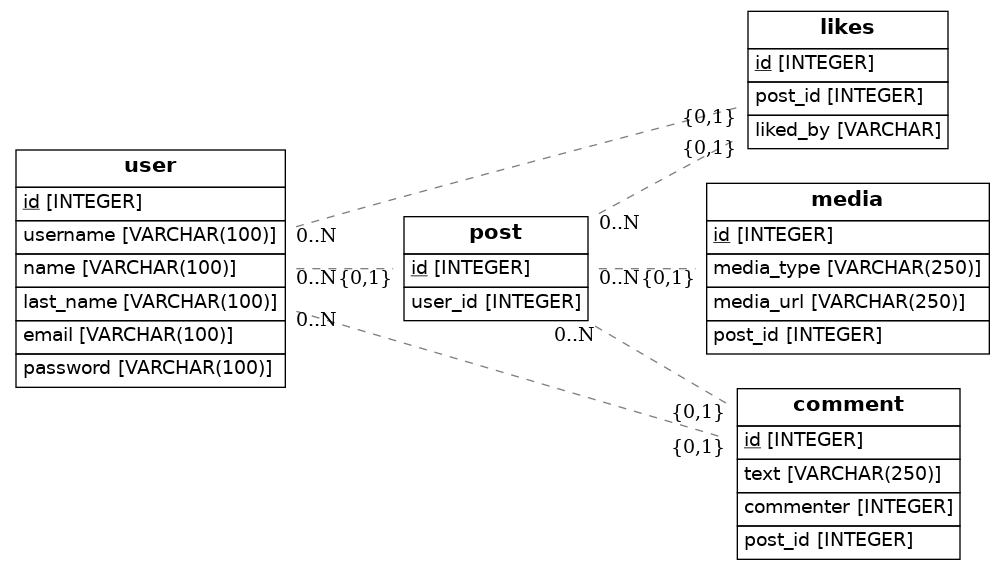 user
id [INTEGER]
username [VARCHAR(100)]
name [VARCHAR(100)]
last_name [VARCHAR(100)]
email [VARCHAR(100)]
password [VARCHAR(100)]
0..N
0..N{0,1}
0..N
post
id [INTEGER]
user_id [INTEGER]
0..N
0..N{0,1}
0..N
{0,1}
{0,1}
likes
id [INTEGER]
post_id [INTEGER]
liked_by [VARCHAR]
media
id [INTEGER]
media_type [VARCHAR(250)]
media_url [VARCHAR(250)]
post_id [INTEGER]
{0,1}
{0,1}
comment
id [INTEGER]
text [VARCHAR(250)]
commenter [INTEGER]
post_id [INTEGER]